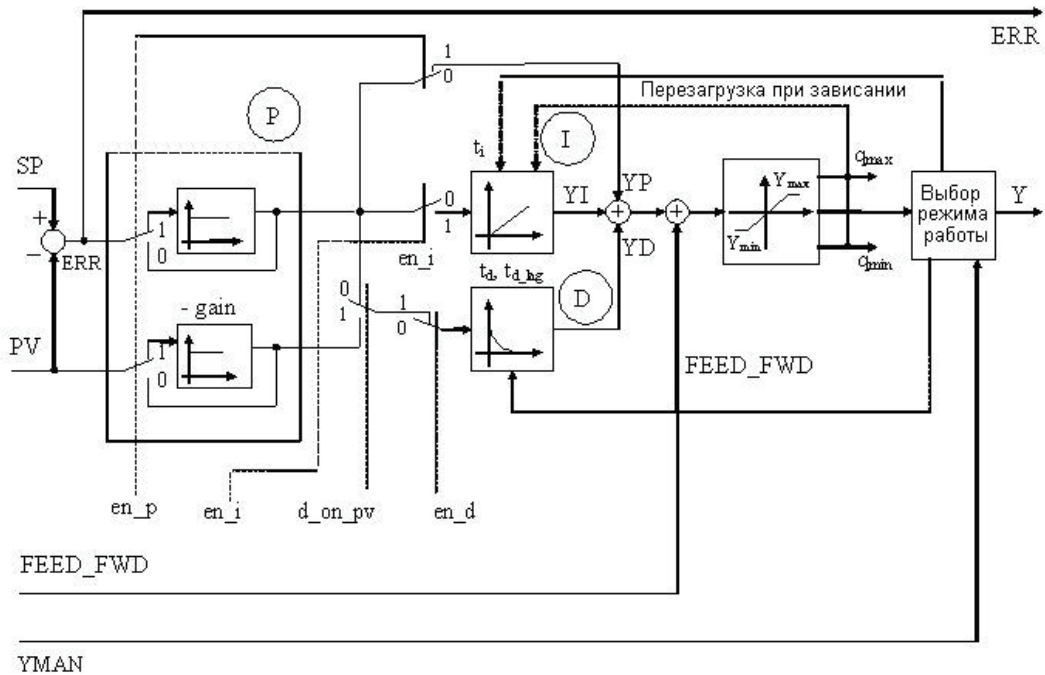 ERR
1
0
Перезагрузка при зависании
P
I
t_i
q_max
SP
+
−
ERR
1
0
0
1
en_i
YI
YP
+
+
YD
Y_max
Y_min
Выбор
режима
работы
Y
q_min
- gain
0
1
1
0
t_d, t_d_lag
D
PV
1
0
FEED_FWD
en_p
en_i
d_on_pv
en_d
FEED_FWD
YMAN